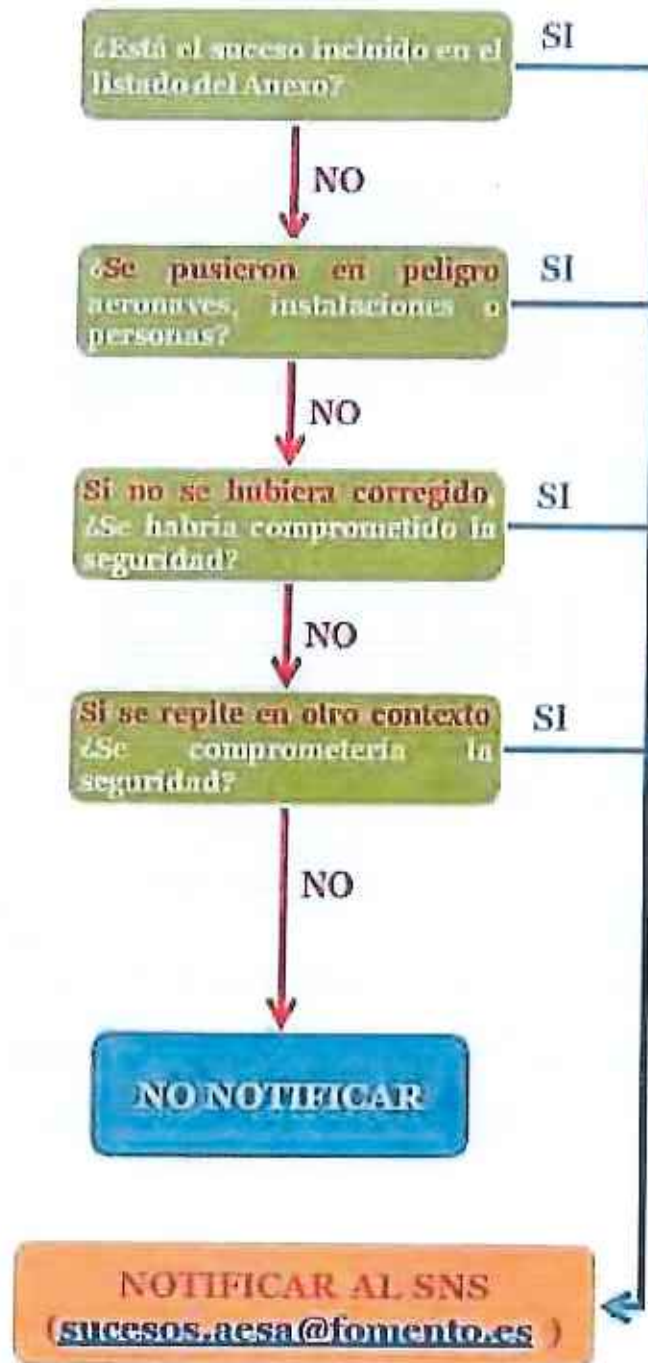 ¿Está el suceso incluido en el
listado del Anexo?
SI
NO
¿Se pusieron en peligro
aeronaves, instalaciones o
personas?
SI
NO
Si no se hubiera corregido,
¿Se habría comprometido la
seguridad?
SI
NO
Si se repite en otro contexto
¿Se comprometería la
seguridad?
SI
NO
NO NOTIFICAR
NOTIFICAR AL SNS
(sucesos.aesa@fomento.es )